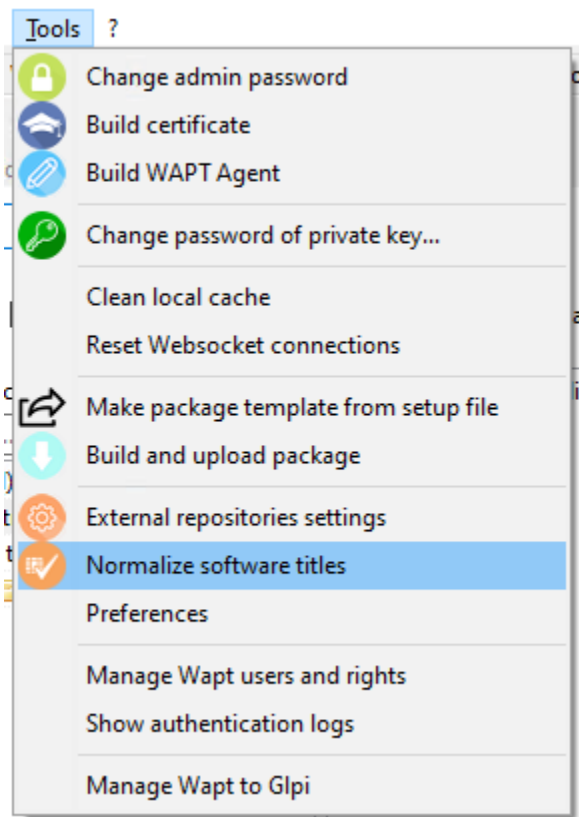 Tools ?
Change admin password
Build certificate
Build WAPT Agent
Change password of private key...
Clean local cache
Reset Websocket connections
Make package template from setup file
Build and upload package
External repositories settings
Normalize software titles
Preferences
Manage Wapt users and rights
Show authentication logs
Manage Wapt to Glpi